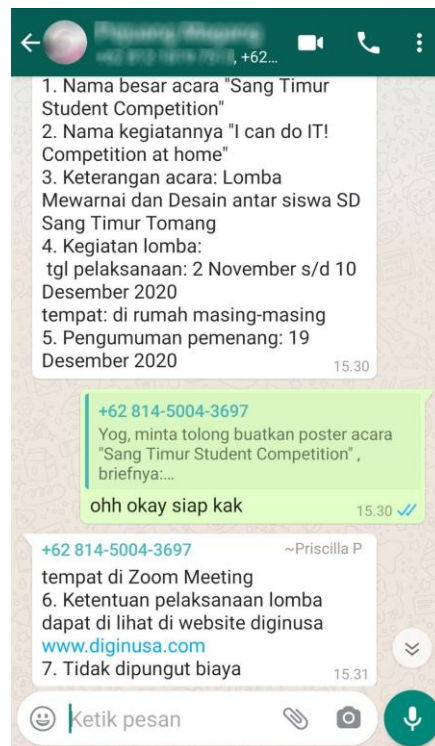 , +62...
1. Nama besar acara "Sang Timur
Student Competition"
2. Nama kegiatannya "I can do IT!
Competition at home"
3. Keterangan acara: Lomba
Mewarnai dan Desain antar siswa SD
Sang Timur Tomang
4. Kegiatan lomba:
tgl pelaksanaan: 2 November s/d 10
Desember 2020
tempat: di rumah masing-masing
5. Pengumuman pemenang: 19
Desember 2020
15.30
+62 814-5004-3697
Yog, minta tolong buatkan poster acara
"Sang Timur Student Competition" ,
briefnya:...
ohh okay siap kak
15.30
+62 814-5004-3697 ~Priscilla P
tempat di Zoom Meeting
6. Ketentuan pelaksanaan lomba
dapat di lihat di website diginusa
www.diginusa.com
7. Tidak dipungut biaya
15.31
Ketik pesan